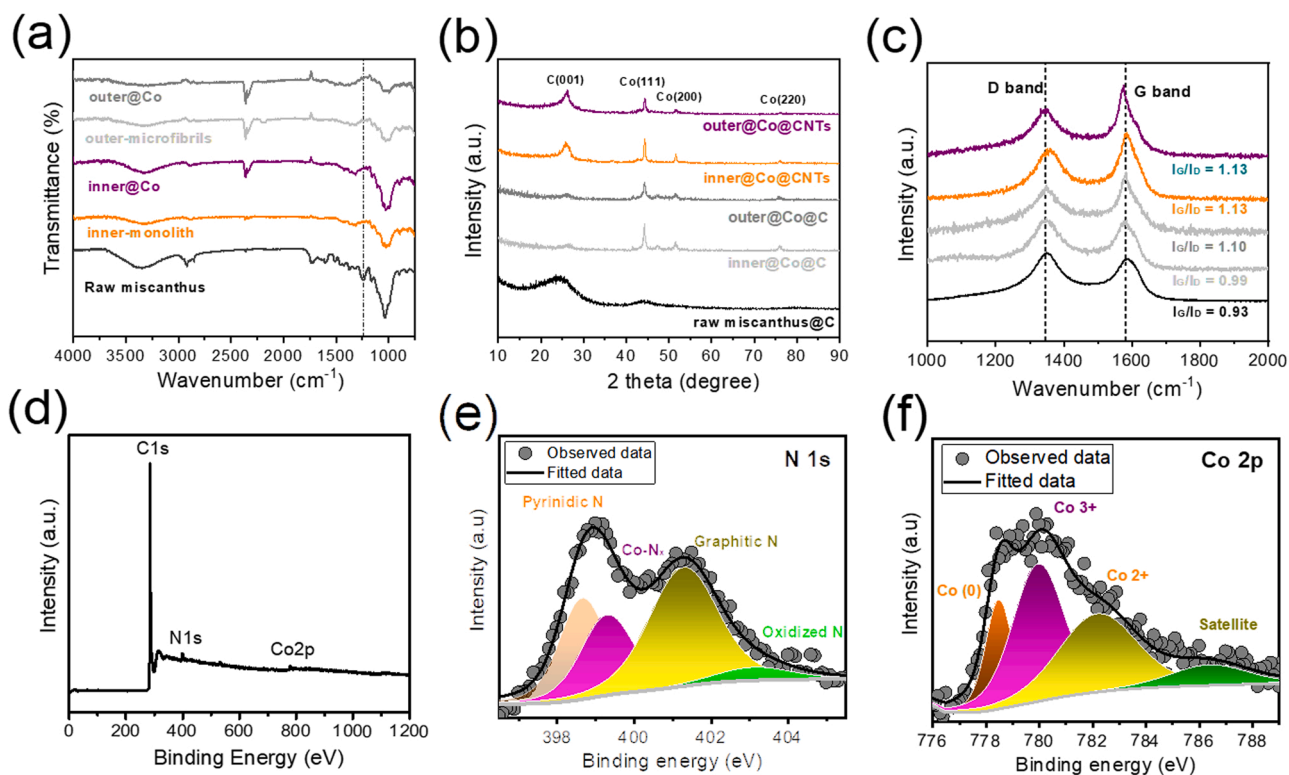 (a)
Transmittance (%)
outer@Co
outer-microfibrils
inner@Co
inner-monolith
Raw miscanthus
4000 3500 3000 2500 2000 1500 1000
Wavenumber (cm⁻¹)
(b)
Intensity (a.u.)
C(001)
Co(111)
Co(200)
Co(220)
outer@Co@CNTs
inner@Co@CNTs
outer@Co@C
inner@Co@C
raw miscanthus@C
10 20 30 40 50 60 70 80 90
2 theta (degree)
(c)
Intensity (a.u.)
D band
G band
IG/ID = 1.13
IG/ID = 1.13
IG/ID = 1.10
IG/ID = 0.99
IG/ID = 0.93
1000 1200 1400 1600 1800 2000
Wavenumber (cm⁻¹)
(d)
Intensity (a.u.)
C1s
N1s
Co2p
0 200 400 600 800 1000 1200
Binding Energy (eV)
(e)
Intensity (a.u)
Observed data
Fitted data
N 1s
Pyrinidic N
Co-Nx
Graphitic N
Oxidized N
398 400 402 404
Binding energy (eV)
(f)
Intensity (a.u)
Observed data
Fitted data
Co 2p
Co 3+
Co (0)
Co 2+
Satellite
776 778 780 782 784 786 788
Binding energy (eV)